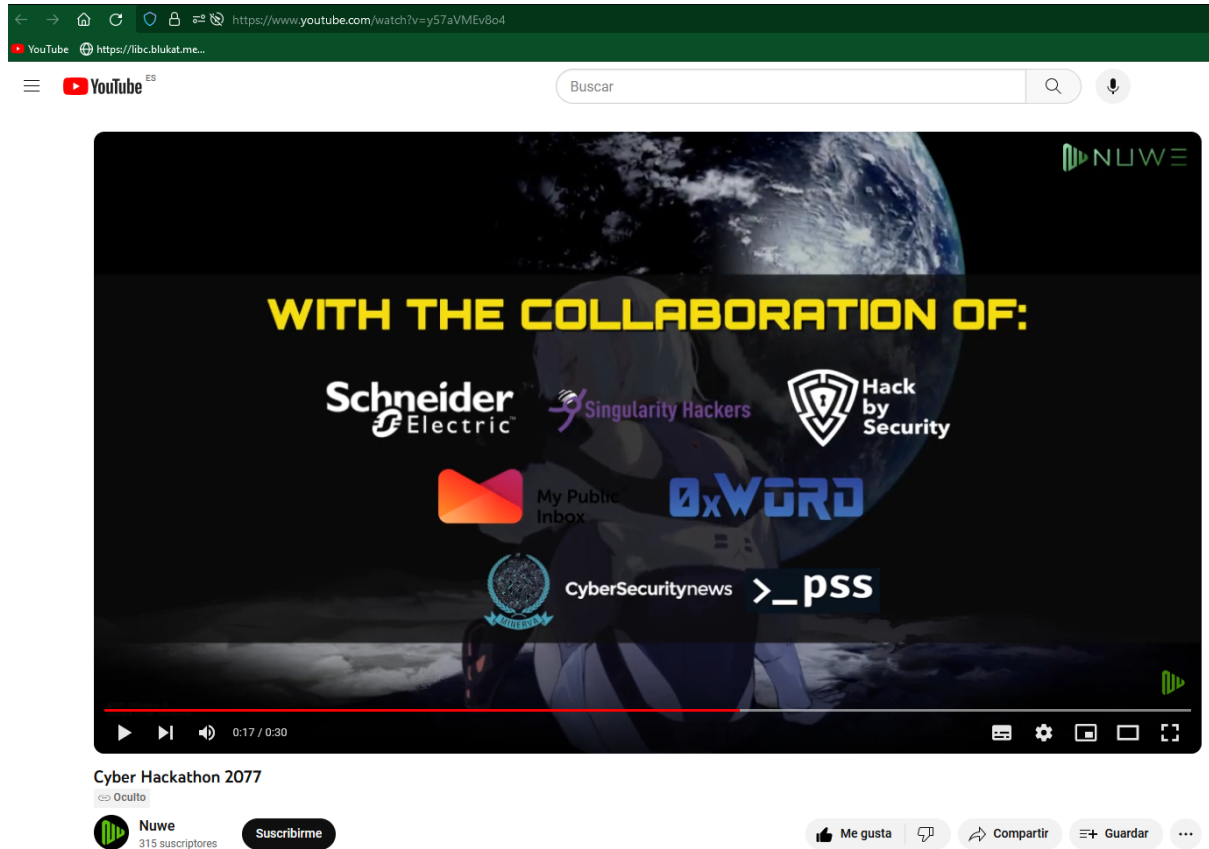 https://www.youtube.com/watch?v=y57aVMEv8o4
YouTube https://libc.blukat.me...
YouTube ES
Buscar
NUWE
WITH THE COLLABORATION OF:
Schneider
Electric™
Singularity Hackers
Hack
by
Security
My Public
Inbox
0xWORD
MINERVA
CyberSecuritynews
>_pss
0:17 / 0:30
Cyber Hackathon 2077
Oculto
Nuwe
315 suscriptores
Suscribirme
Me gusta
Compartir
Guardar